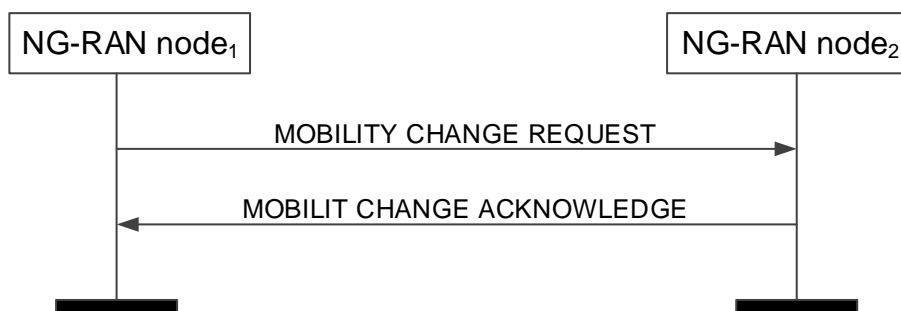 NG-RAN node₁
NG-RAN node₂
MOBILITY CHANGE REQUEST
MOBILIT CHANGE ACKNOWLEDGE